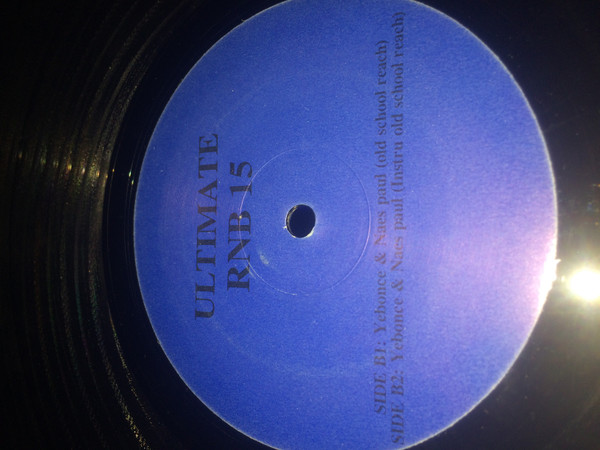 ULTIMATE
RNB 15
SIDE B1: Yebonce & Naes paul (old school reach)
SIDE B2: Yebonce & Naes paul (Instru old school reach)